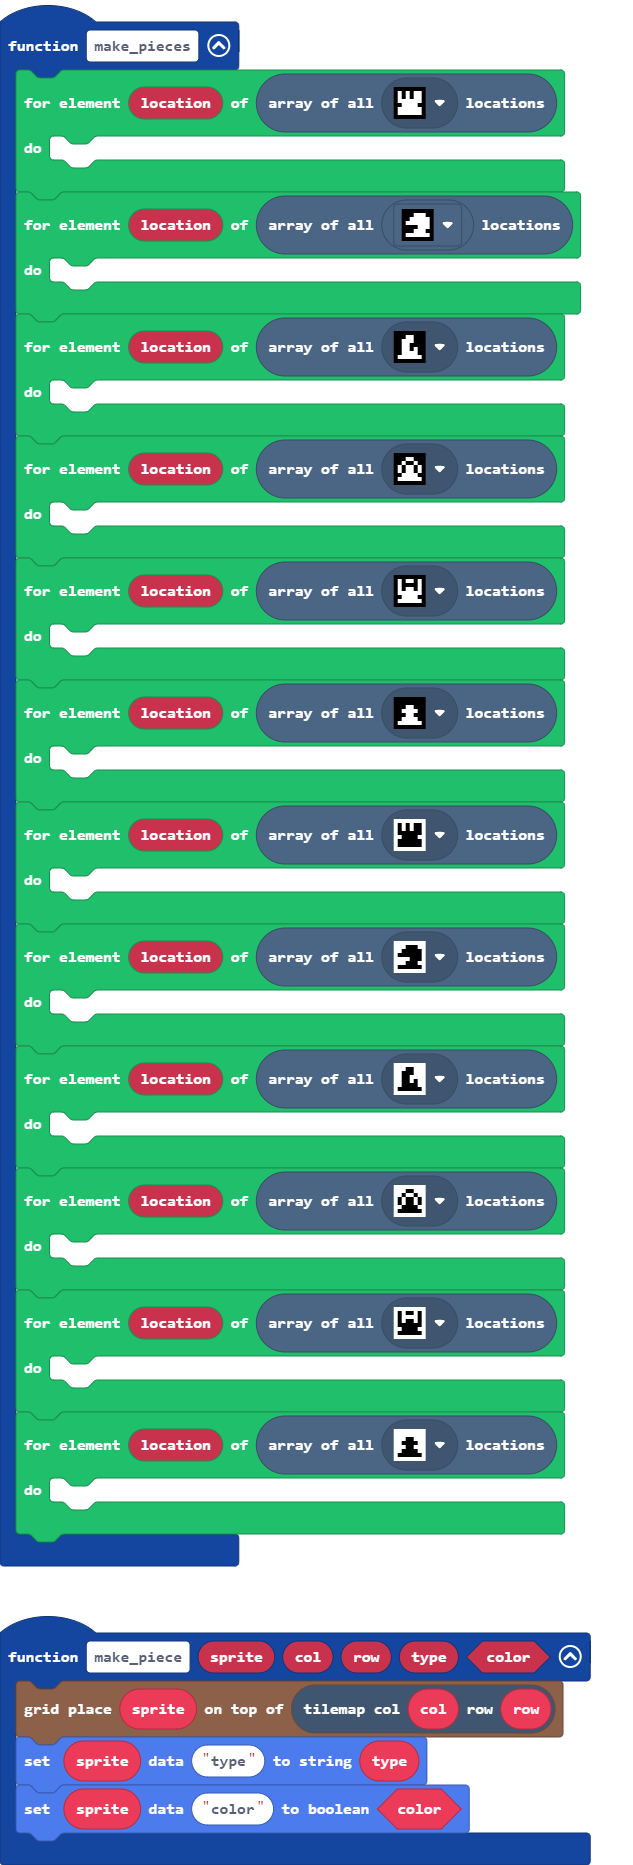 function make_pieces
for element location of array of all locations
do
for element location of array of all locations
do
for element location of array of all locations
do
for element location of array of all locations
do
for element location of array of all locations
do
for element location of array of all locations
do
for element location of array of all locations
do
for element location of array of all locations
do
for element location of array of all locations
do
for element location of array of all locations
do
for element location of array of all locations
do
for element location of array of all locations
do
function make_piece sprite col row type color
grid place sprite on top of tilemap col col row row
set sprite data "type" to string type
set sprite data "color" to boolean color